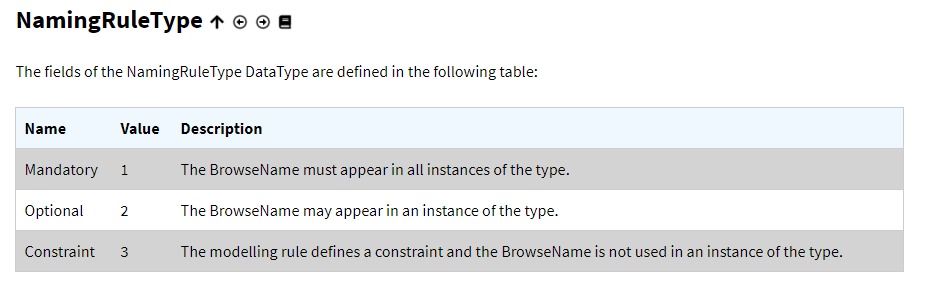 NamingRuleType
The fields of the NamingRuleType DataType are defined in the following table:
Name Value Description
Mandatory 1 The BrowseName must appear in all instances of the type.
Optional 2 The BrowseName may appear in an instance of the type.
Constraint 3 The modelling rule defines a constraint and the BrowseName is not used in an instance of the type.